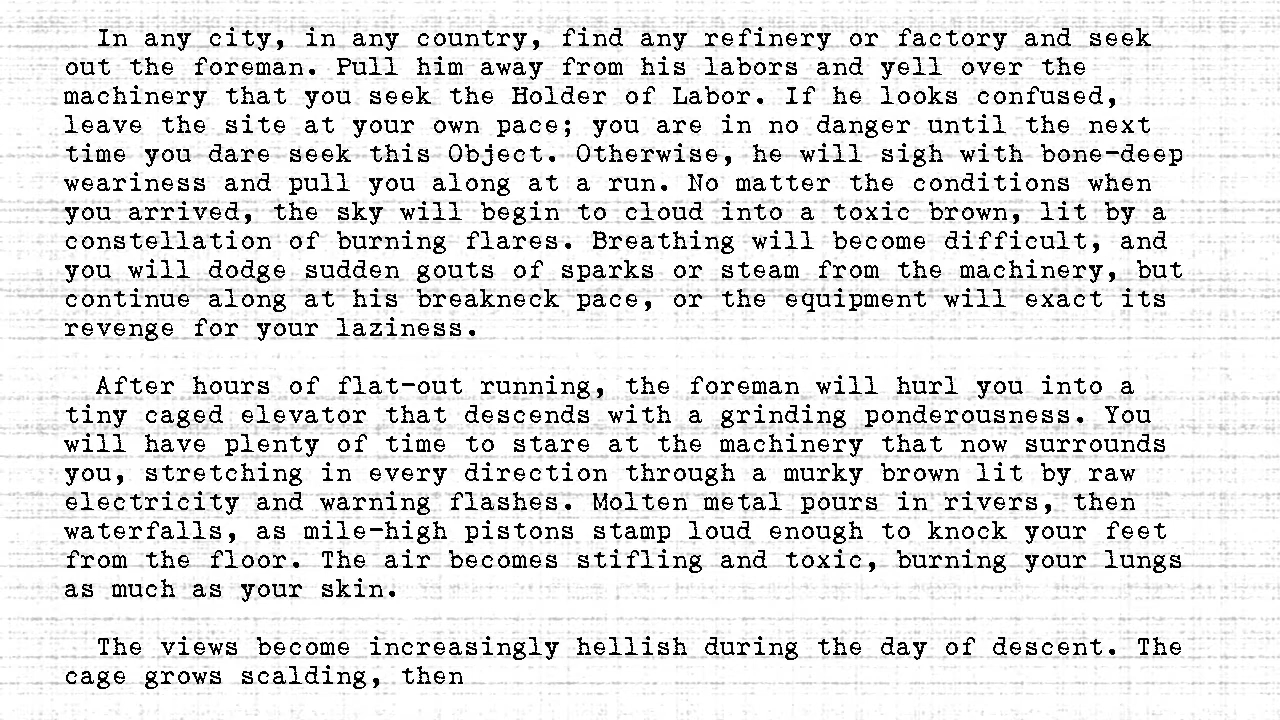 In any city, in any country, find any refinery or factory and seek
out the foreman. Pull him away from his labors and yell over the
machinery that you seek the Holder of Labor. If he looks confused,
leave the site at your own pace; you are in no danger until the next
time you dare seek this Object. Otherwise, he will sigh with bone-deep
weariness and pull you along at a run. No matter the conditions when
you arrived, the sky will begin to cloud into a toxic brown, lit by a
constellation of burning flares. Breathing will become difficult, and
you will dodge sudden gouts of sparks or steam from the machinery, but
continue along at his breakneck pace, or the equipment will exact its
revenge for your laziness.
After hours of flat-out running, the foreman will hurl you into a
tiny caged elevator that descends with a grinding ponderousness. You
will have plenty of time to stare at the machinery that now surrounds
you, stretching in every direction through a murky brown lit by raw
electricity and warning flashes. Molten metal pours in rivers, then
waterfalls, as mile-high pistons stamp loud enough to knock your feet
from the floor. The air becomes stifling and toxic, burning your lungs
as much as your skin.
The views become increasingly hellish during the day of descent. The
cage grows scalding, then